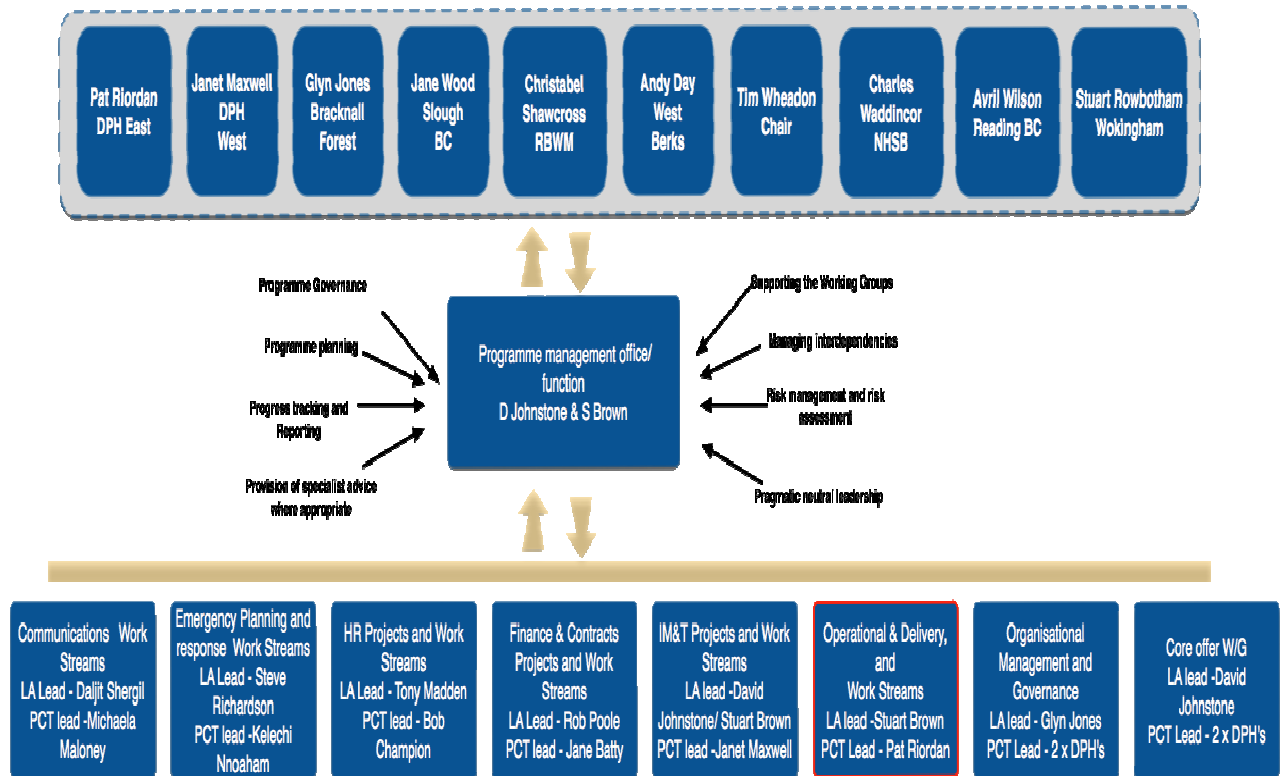 Pat Riordan
DPH East
Janet Maxwell
DPH
West
Glyn Jones
Bracknall
Forest
Jane Wood
Slough
BC
Christabel
Shawcross
RBWM
Andy Day
West
Berks
Tim Wheadon
Chair
Charles
Waddincor
NHSB
Avril Wilson
Reading BC
Stuart Rowbotham
Wokingham
Programme Governance
Programme planning
Progress tracking and
Reporting
Provision of specialist advice
where appropriate
Programme management office/
function
D Johnstone & S Brown
Supporting the Working Groups
Managing interdependencies
Risk management and risk
assessment
Pragmatic neutral leadership
Communications Work
Streams
LA Lead - Daljit Shergil
PCT lead -Michaela
Maloney
Emergency Planning and
response Work Streams
LA Lead - Steve
Richardson
PCT lead -Kelechi
Nnoaham
HR Projects and Work
Streams
LA Lead - Tony Madden
PCT lead - Bob
Champion
Finance & Contracts
Projects and Work
Streams
LA Lead - Rob Poole
PCT lead - Jane Batty
IM&T Projects and Work
Streams
LA lead -David
Johnstone/ Stuart Brown
PCT lead -Janet Maxwell
Operational & Delivery,
and
Work Streams
LA lead -Stuart Brown
PCT Lead - Pat Riordan
Organisational
Management and
Governance
LA lead - Glyn Jones
PCT Lead - 2 x DPH's
Core offer W/G
LA lead -David
Johnstone
PCT Lead - 2 x DPH's